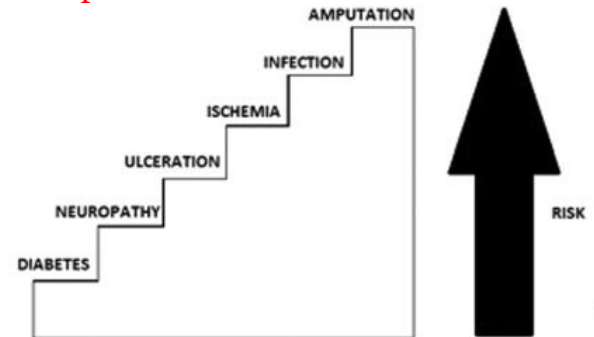 AMPUTATION
INFECTION
ISCHEMIA
ULCERATION
NEUROPATHY
RISK
DIABETES